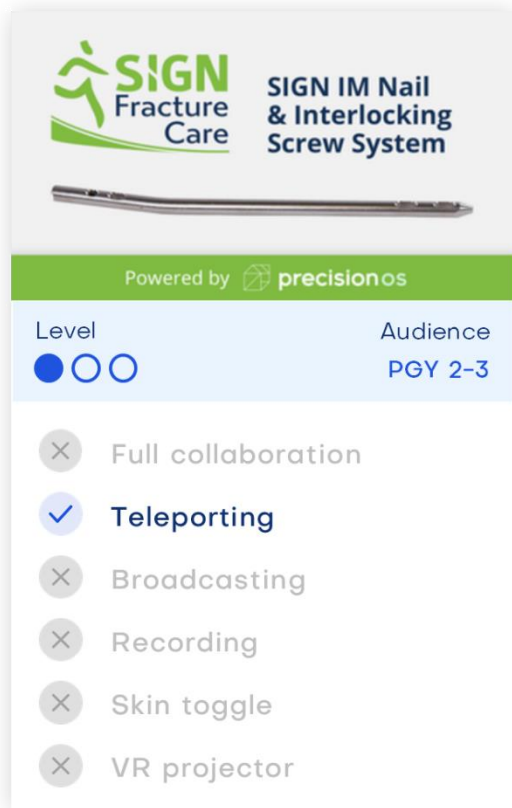 SIGN
Fracture
Care
SIGN IM Nail
& Interlocking
Screw System
Powered by precisionos
Level
Audience
PGY 2-3
Full collaboration
Teleporting
Broadcasting
Recording
Skin toggle
VR projector